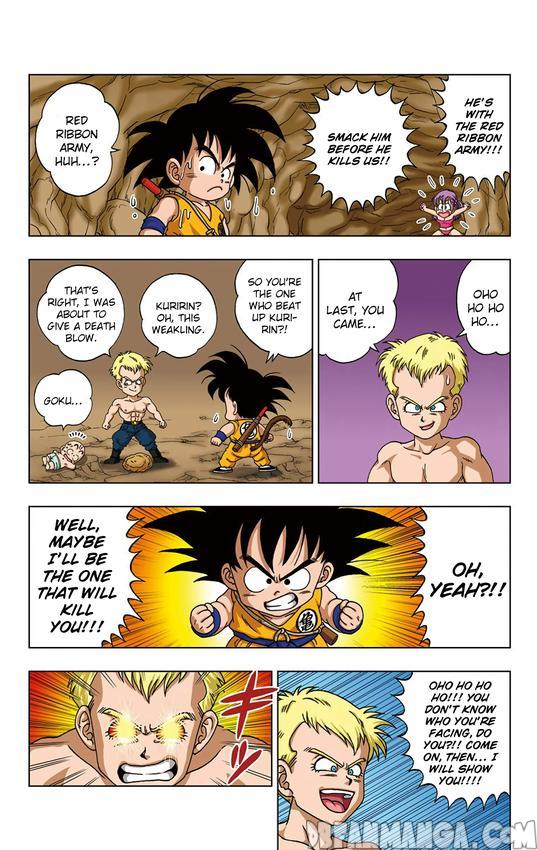 HE'S
WITH
THE RED
RIBBON
ARMY!!!
SMACK HIM
BEFORE HE
KILLS US!!
RED
RIBBON
ARMY,
HUH...?
OHO
HO HO
HO...
AT
LAST, YOU
CAME...
SO YOU'RE
THE ONE
WHO BEAT
UP KURI-
RIN?!
KURIRIN?
OH, THIS
WEAKLING.
THAT'S
RIGHT, I WAS
ABOUT TO
GIVE A DEATH
BLOW.
GOKU...
OH,
YEAH?!!
WELL,
MAYBE
I'LL BE
THE ONE
THAT WILL
KILL
YOU!!!
OHO HO HO
HO!!! YOU
DON'T KNOW
WHO YOU'RE
FACING, DO
YOU?!! COME
ON, THEN... I
WILL SHOW
YOU!!!!
DREAMMANGA.COM